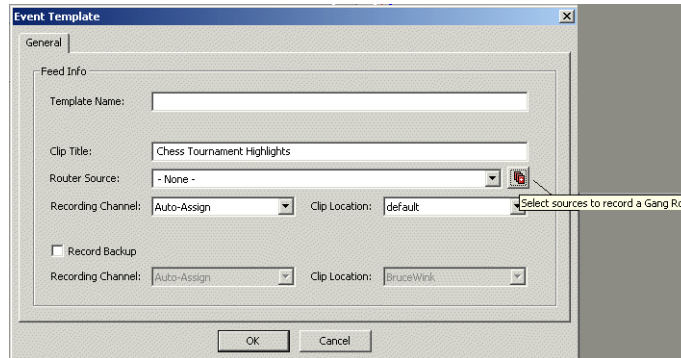 Event Template
General
Feed Info
Template Name:
Clip Title: Chess Tournament Highlights
Router Source: - None -
Select sources to record a Gang Ro
Recording Channel: Auto-Assign Clip Location: default
Record Backup
Recording Channel: Auto-Assign Clip Location: BruceWink
OK Cancel